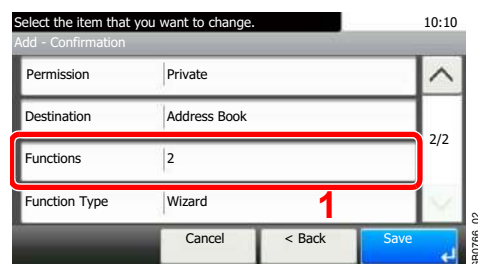 Select the item that you want to change. 10:10
Add - Confirmation
Permission Private
Destination Address Book
2/2
Functions 2
Function Type Wizard
1
Cancel < Back Save
GB0766_02